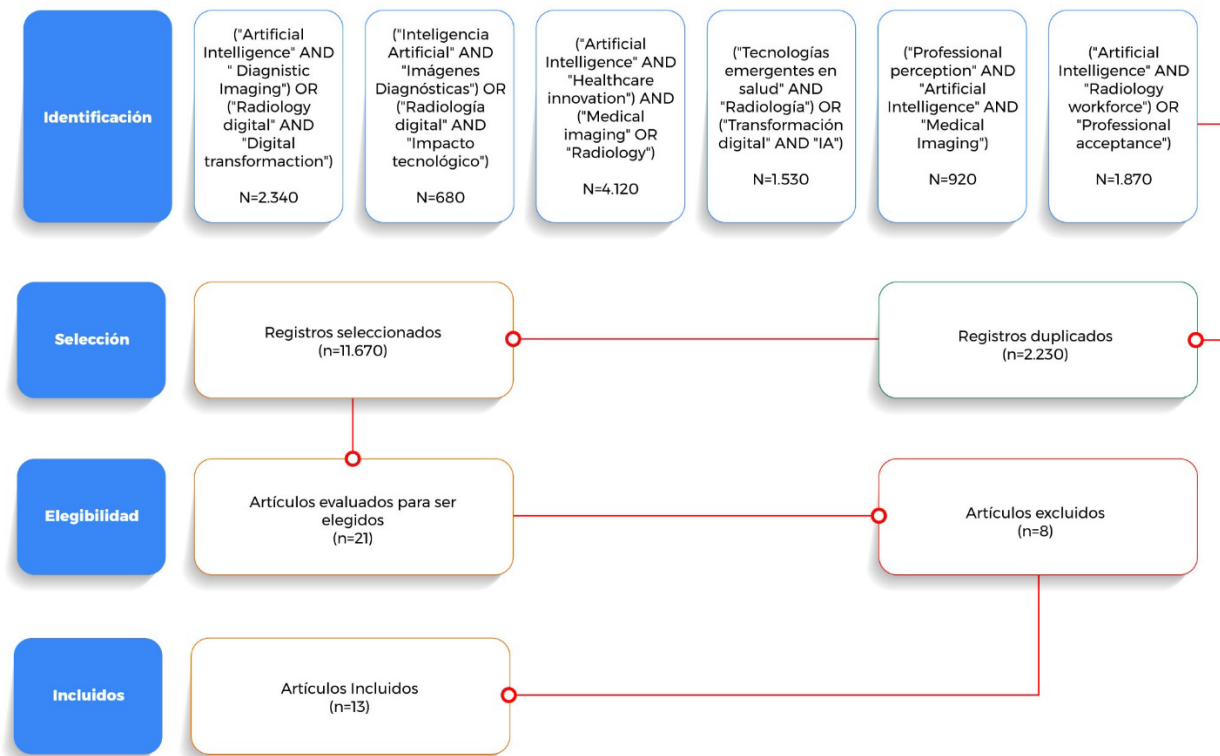 Identificación
("Artificial
Intelligence" AND
" Diagnostic
Imaging") OR
("Radiology
digital" AND
"Digital
transformaction")
N=2.340
("Inteligencia
Artificial" AND
"Imágenes
Diagnósticas") OR
("Radiología
digital" AND
"Impacto
tecnológico")
N=680
("Artificial
Intelligence" AND
"Healthcare
innovation") AND
("Medical
imaging" OR
"Radiology")
N=4.120
("Tecnologías
emergentes en
salud" AND
"Radiología") OR
("Transformación
digital" AND "IA")
N=1.530
("Professional
perception" AND
"Artificial
Intelligence" AND
"Medical
Imaging")
N=920
("Artificial
Intelligence" AND
"Radiology
workforce") OR
"Professional
acceptance")
N=1.870
Selección
Registros seleccionados
(n=11.670)
Registros duplicados
(n=2.230)
Elegibilidad
Artículos evaluados para ser
elegidos
(n=21)
Artículos excluidos
(n=8)
Incluidos
Artículos Incluidos
(n=13)